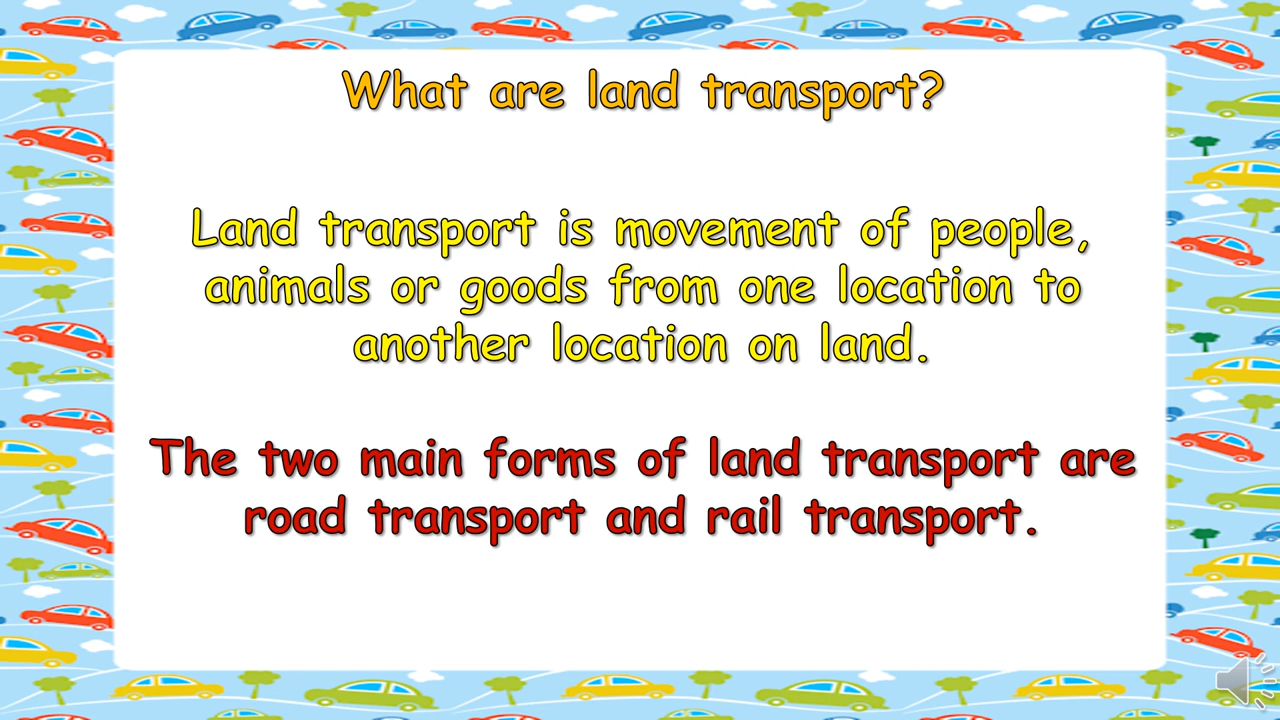 What are land transport?
Land transport is movement of people,
animals or goods from one location to
another location on land.
The two main forms of land transport are
road transport and rail transport.